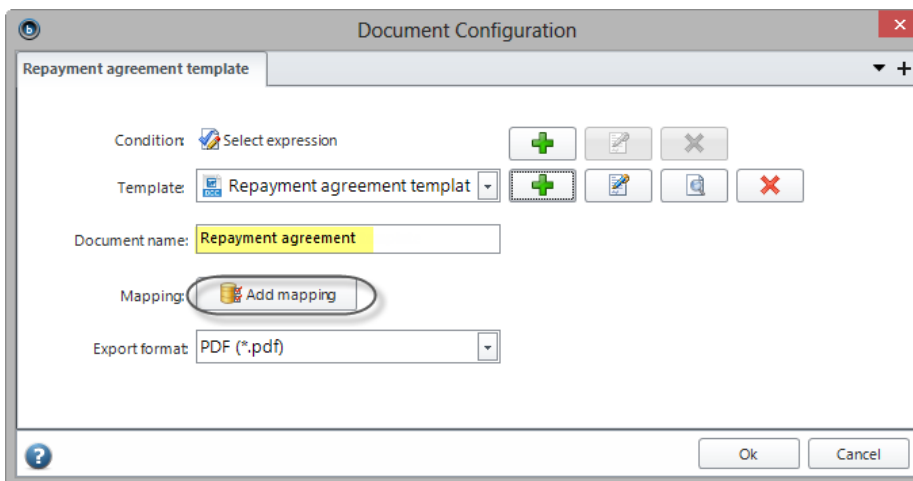 Document Configuration
Repayment agreement template
Condition: Select expression
Template: Repayment agreement templat
Document name: Repayment agreement
Mapping: Add mapping
Export format: PDF (*.pdf)
Ok Cancel